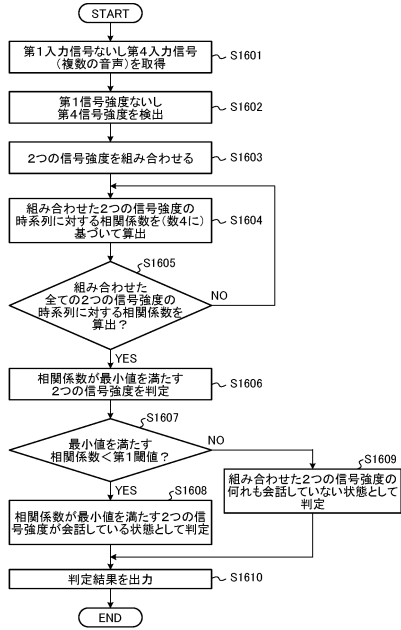 START
第1入力信号ないし第4入力信号
(複数の音声)を取得
S1601
第1信号強度ないし
第4信号強度を検出
S1602
2つの信号強度を組み合わせる
S1603
組み合わせた2つの信号強度の
時系列に対する相関係数を(数4に)
基づいて算出
S1604
S1605
組み合わせた
全ての2つの信号強度の
時系列に対する相関係数を
算出?
NO
YES
相関係数が最小値を満たす
2つの信号強度を判定
S1606
S1607
最小値を満たす
相関係数<第1閾値?
NO
YES
S1609
組み合わせた2つの信号強度の
何れも会話していない状態として
判定
S1608
相関係数が最小値を満たす2つの信
号強度が会話している状態として判定
判定結果を出力
S1610
END